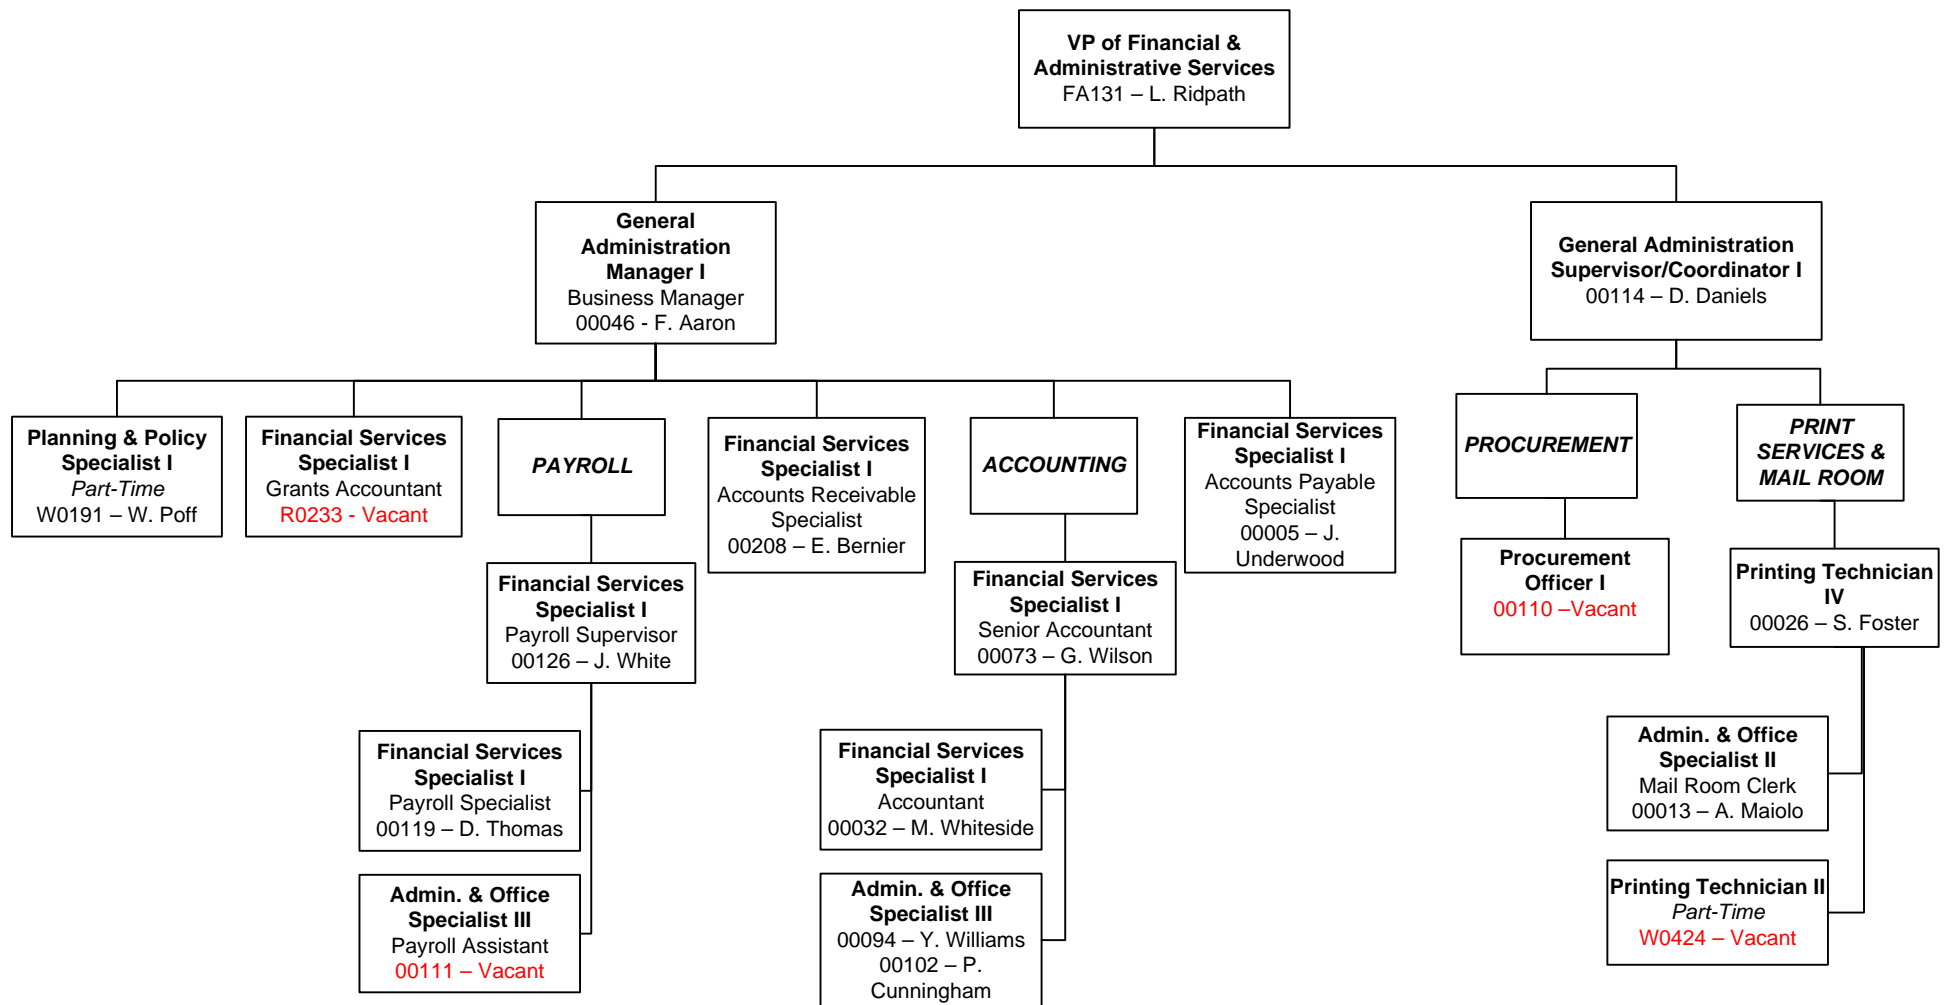 VP of Financial &
Administrative Services
FA131 – L. Ridpath
General
Administration
Manager I
Business Manager
00046 - F. Aaron
General Administration
Supervisor/Coordinator I
00114 – D. Daniels
Planning & Policy
Specialist I
Part-Time
W0191 – W. Poff
Financial Services
Specialist I
Grants Accountant
R0233 - Vacant
PAYROLL
Financial Services
Specialist I
Accounts Receivable
Specialist
00208 – E. Bernier
ACCOUNTING
Financial Services
Specialist I
Accounts Payable
Specialist
00005 – J.
Underwood
PROCUREMENT
PRINT
SERVICES &
MAIL ROOM
Financial Services
Specialist I
Payroll Supervisor
00126 – J. White
Financial Services
Specialist I
Senior Accountant
00073 – G. Wilson
Procurement
Officer I
00110 –Vacant
Printing Technician
IV
00026 – S. Foster
Financial Services
Specialist I
Payroll Specialist
00119 – D. Thomas
Financial Services
Specialist I
Accountant
00032 – M. Whiteside
Admin. & Office
Specialist II
Mail Room Clerk
00013 – A. Maiolo
Admin. & Office
Specialist III
Payroll Assistant
00111 – Vacant
Admin. & Office
Specialist III
00094 – Y. Williams
00102 – P.
Cunningham
Printing Technician II
Part-Time
W0424 – Vacant